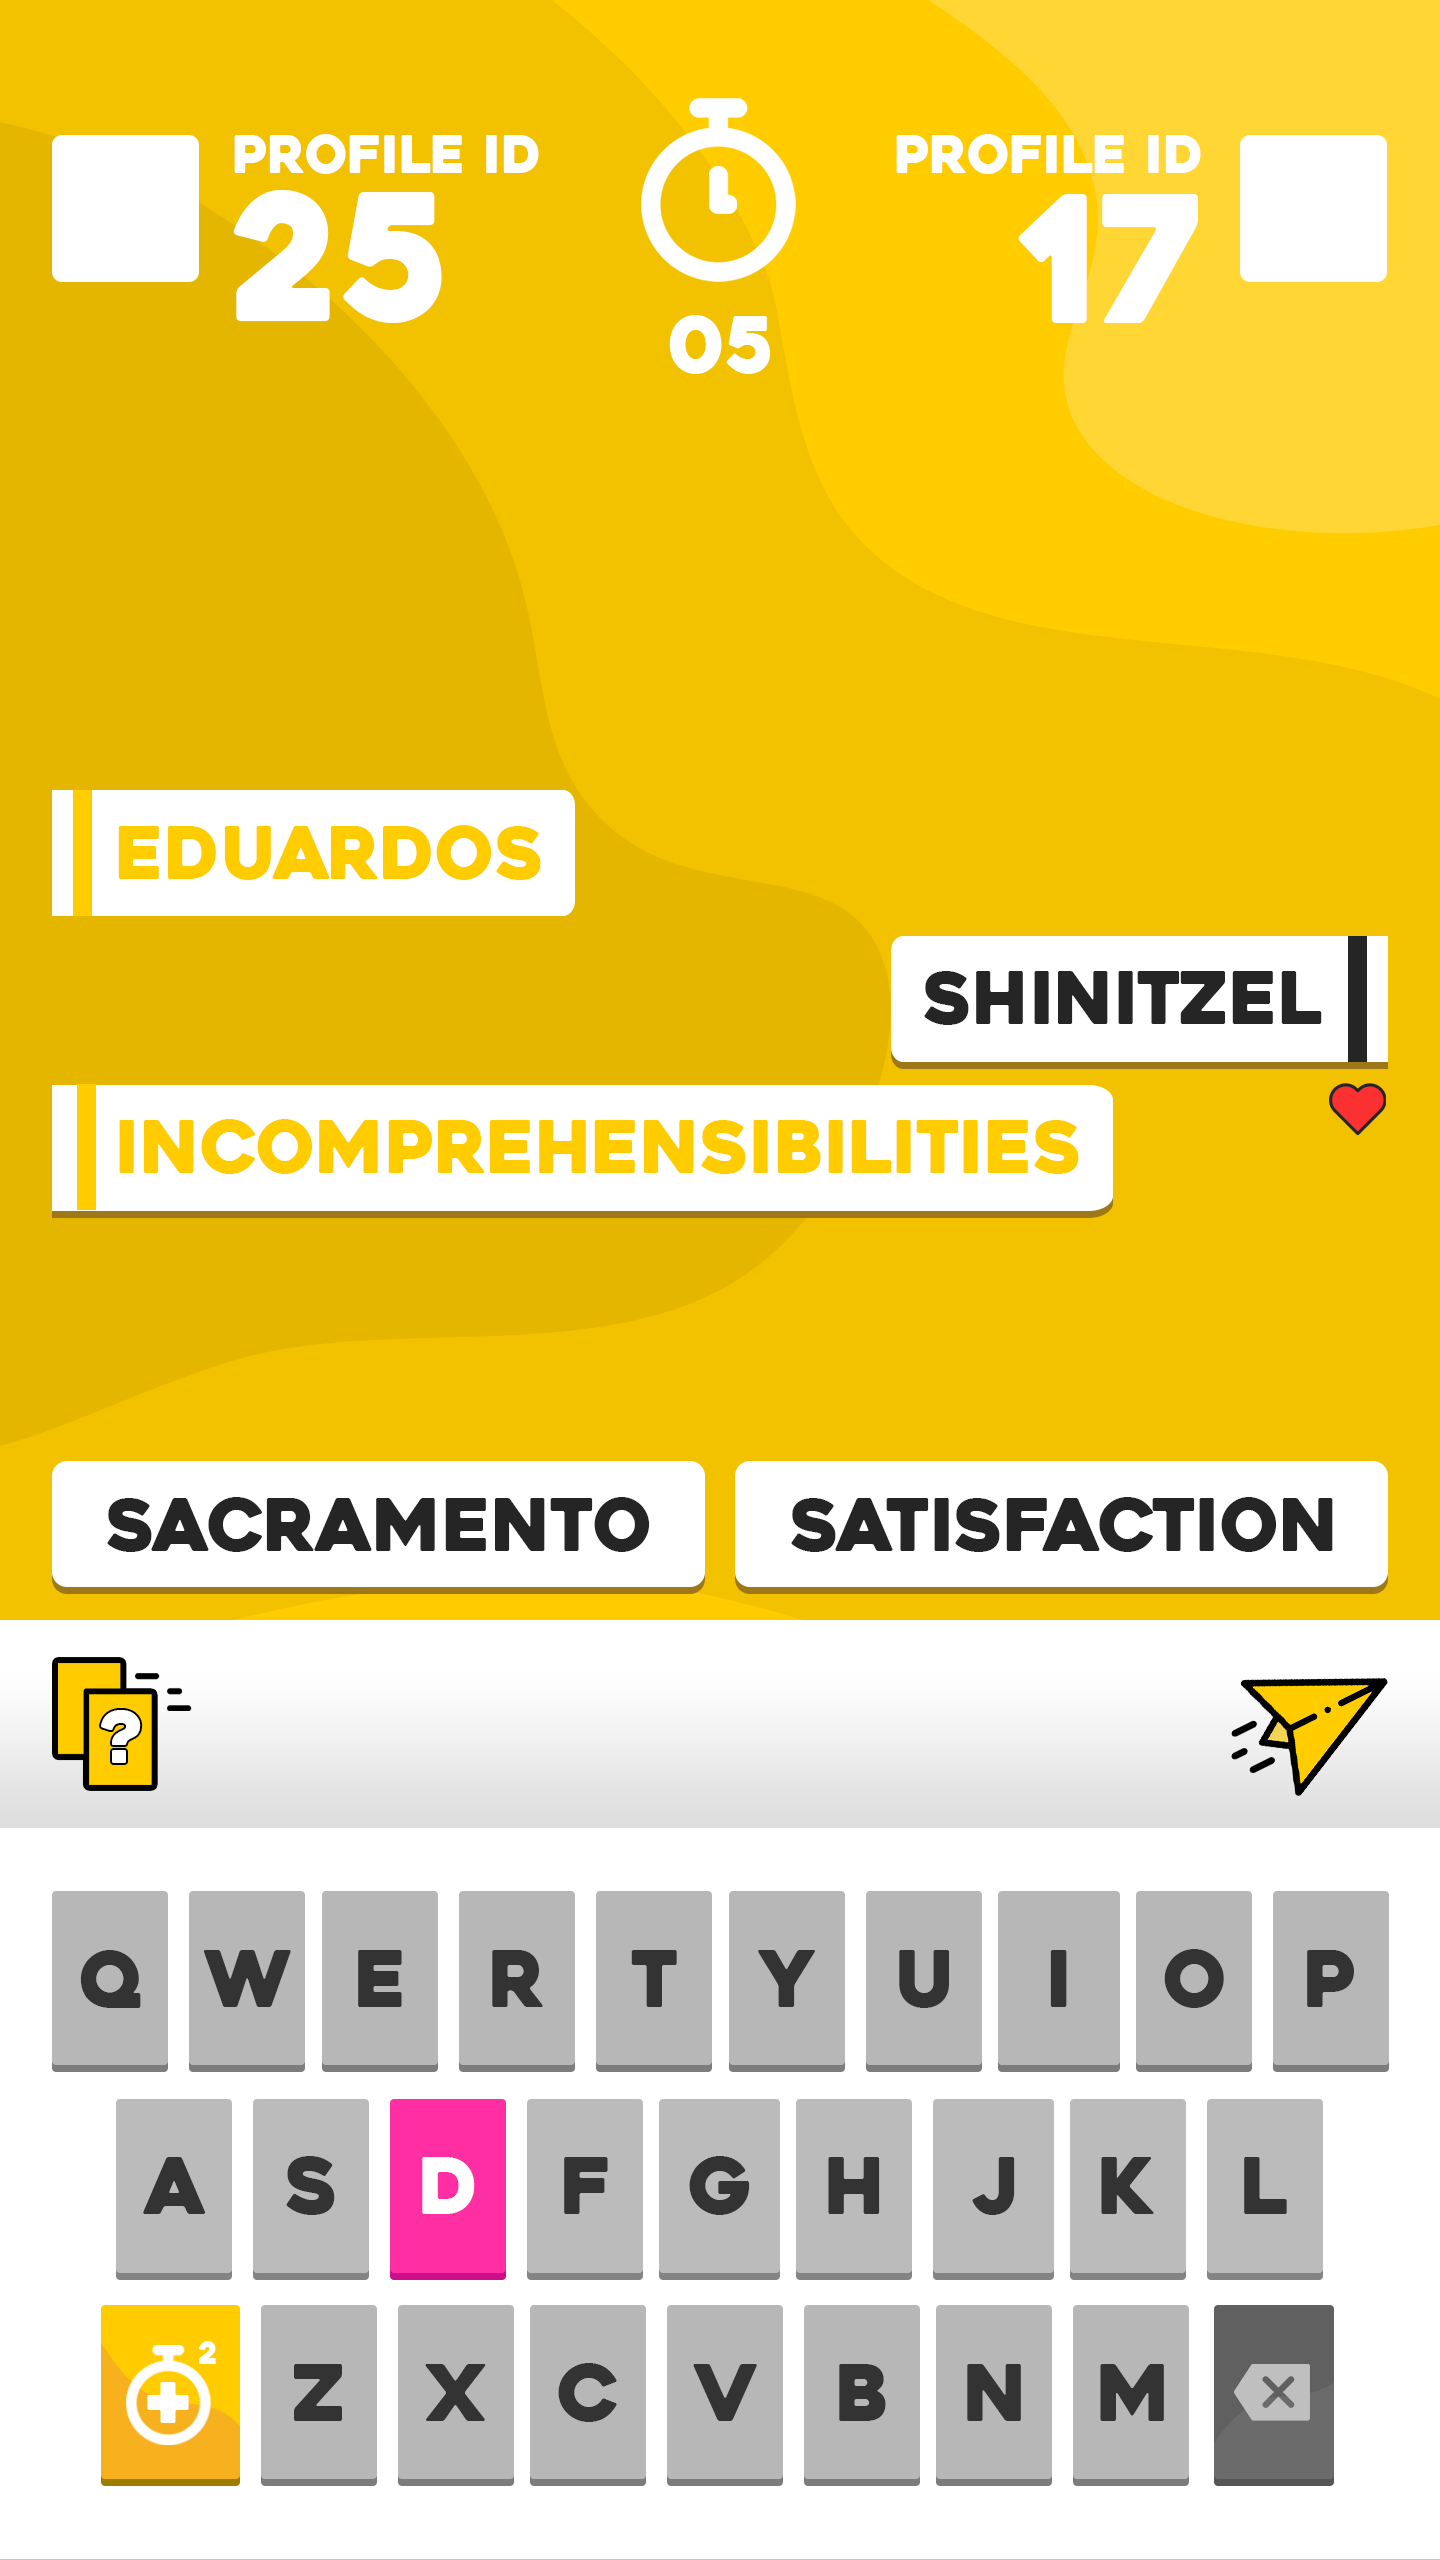 PROFILE ID
25
05
PROFILE ID
17
EDUARDOS
SHINITZEL
INCOMPREHENSIBILITIES
SACRAMENTO
SATISFACTION
?
Q W E R T Y U I O P
A S D F G H J K L
2 Z X C V B N M